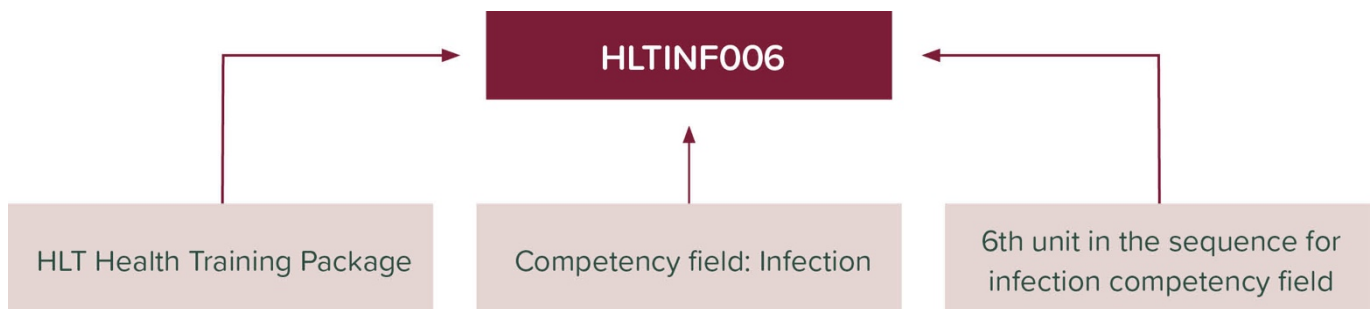 HLTINF006
HLT Health Training Package
Competency field: Infection
6th unit in the sequence for
infection competency field